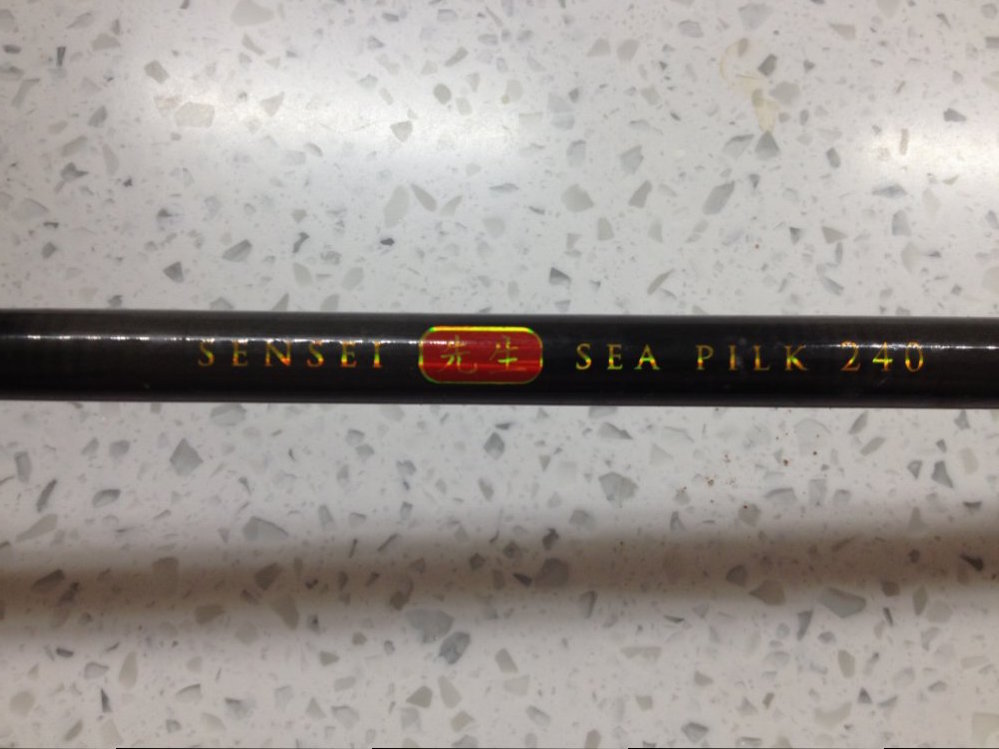 SENSEI 先生 SEA PILK 240